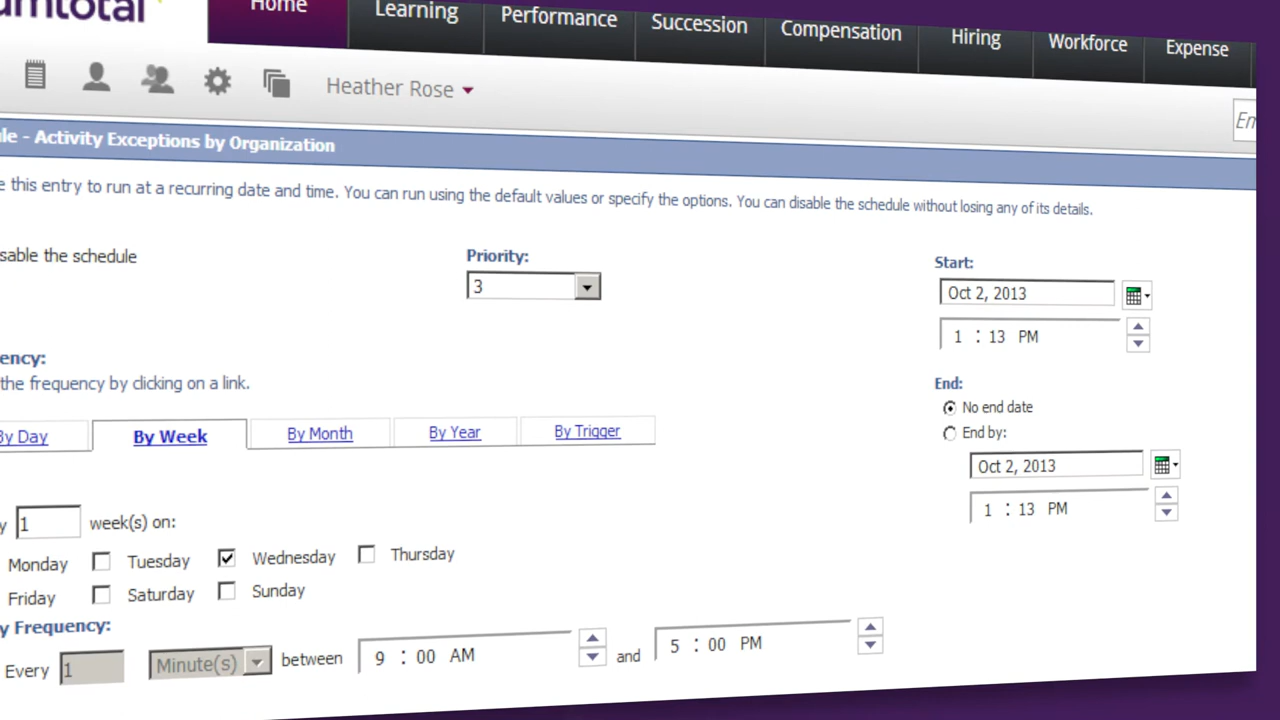 umtotal
Home Learning Performance Succession Compensation Hiring Workforce Expense
Heather Rose
Em
le - Activity Exceptions by Organization
e this entry to run at a recurring date and time. You can run using the default values or specify the options. You can disable the schedule without losing any of its details.
sable the schedule
Priority:
3
Start:
Oct 2, 2013
1 : 13 PM
ency:
the frequency by clicking on a link.
End:
No end date
End by:
Oct 2, 2013
1 : 13 PM
By Day By Week By Month By Year By Trigger
y 1 week(s) on:
Monday Tuesday Wednesday Thursday
Friday Saturday Sunday
y Frequency:
Every 1 Minute(s) between 9 : 00 AM and 5 : 00 PM